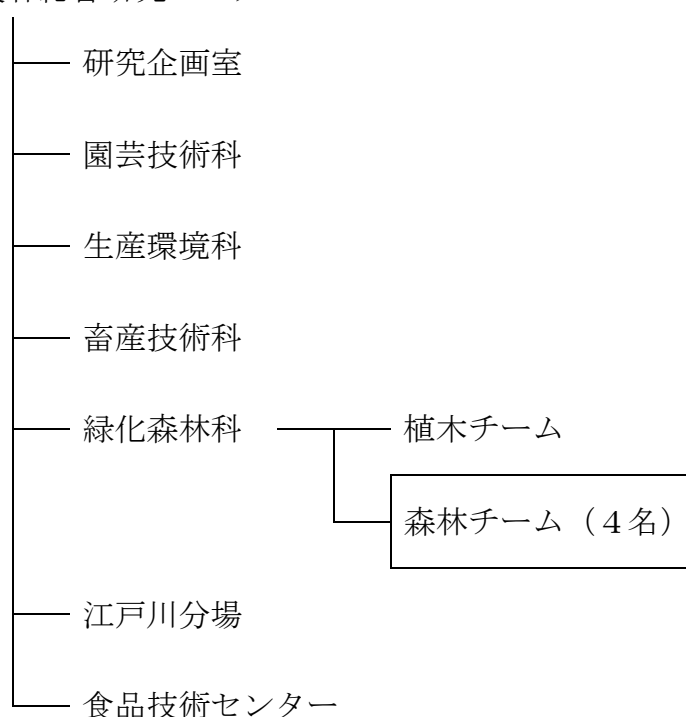 研究企画室
園芸技術科
生産環境科
畜産技術科
緑化森林科 植木チーム
森林チーム（４名）
江戸川分場
食品技術センター